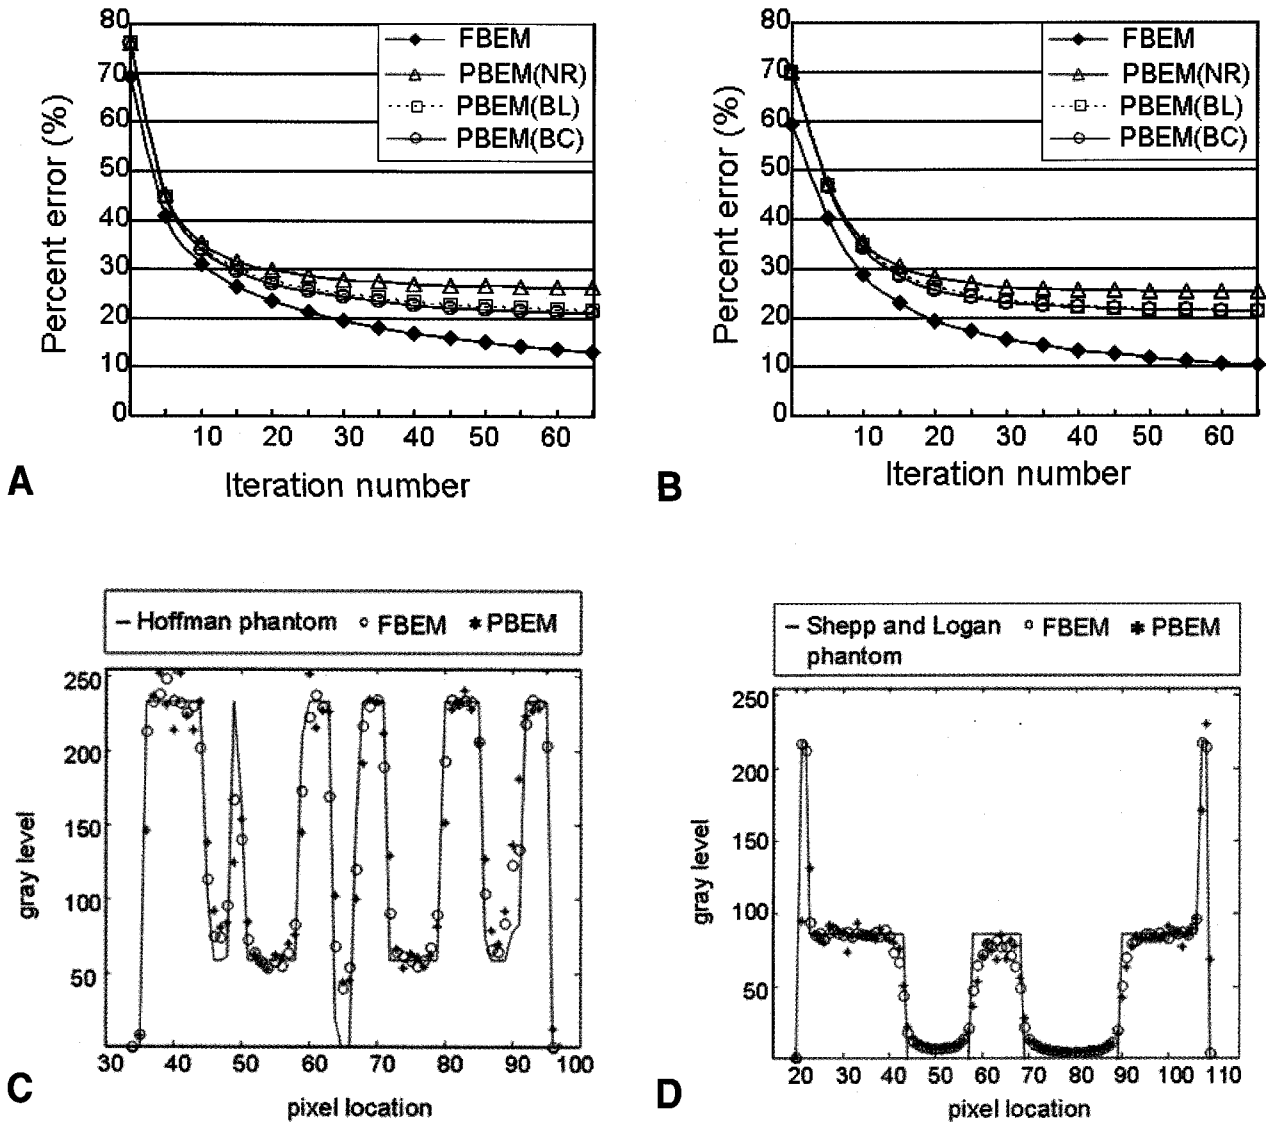 80
70
60
50
40
30
20
10
0
Percent error (%)
FBEM
PBEM(NR)
PBEM(BL)
PBEM(BC)
10 20 30 40 50 60
Iteration number
A
80
70
60
50
40
30
20
10
0
Percent error (%)
FBEM
PBEM(NR)
PBEM(BL)
PBEM(BC)
10 20 30 40 50 60
Iteration number
B
Hoffman phantom FBEM PBEM
250
200
150
100
50
gray level
30 40 50 60 70 80 90 100
pixel location
C
Shepp and Logan FBEM PBEM
phantom
250
200
150
100
50
gray level
20 30 40 50 60 70 80 90 100 110
pixel location
D